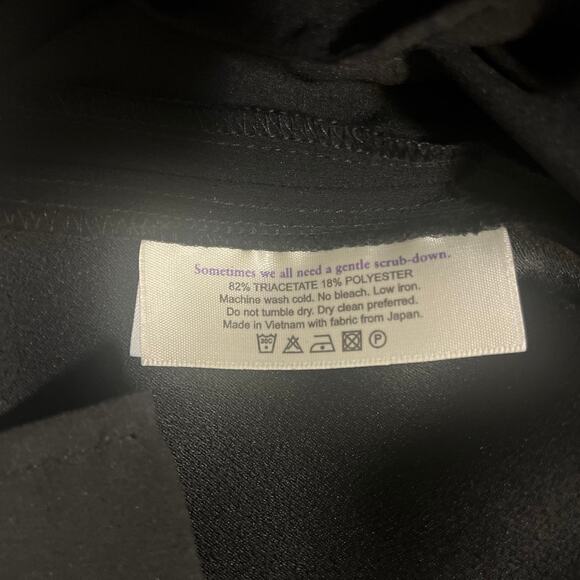 Sometimes we all need a gentle scrub-down.
82% TRIACETATE 18% POLYESTER
Machine wash cold. No bleach. Low iron.
Do not tumble dry. Dry clean preferred.
Made in Vietnam with fabric from Japan.
30C P